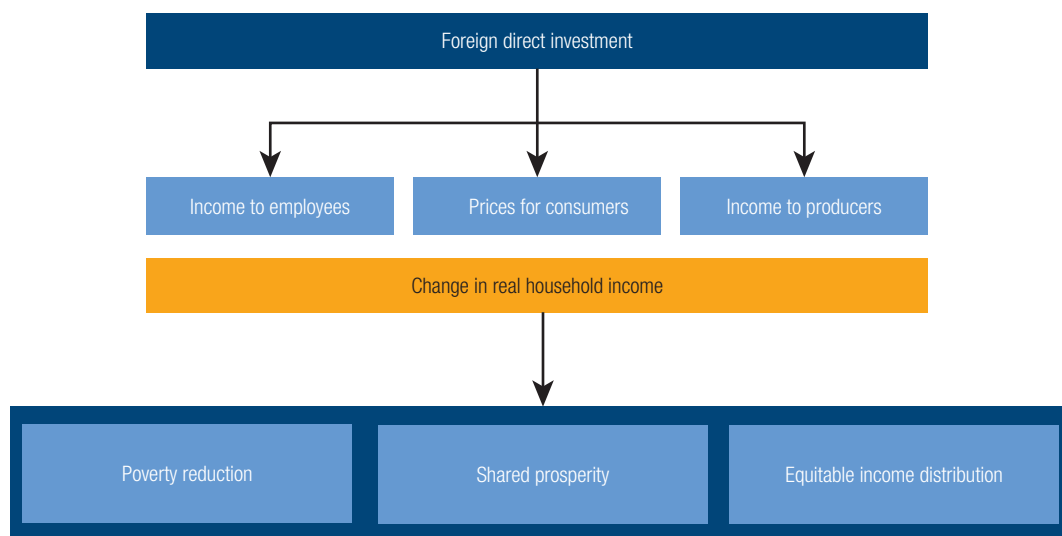 Foreign direct investment
Income to employees
Prices for consumers
Income to producers
Change in real household income
Poverty reduction
Shared prosperity
Equitable income distribution